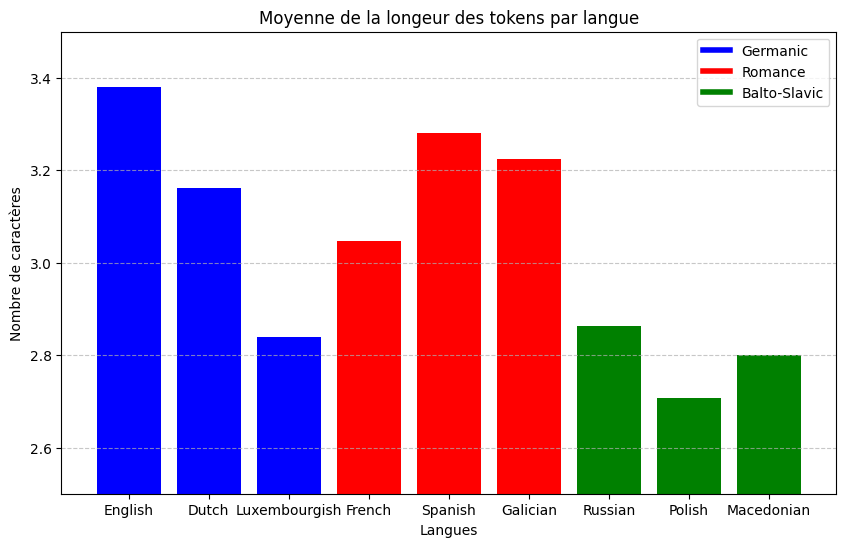 Moyenne de la longeur des tokens par langue
Germanic
Romance
Balto-Slavic
Nombre de caractères
3.4
3.2
3.0
2.8
2.6
English Dutch Luxembourgish French Spanish Galician Russian Polish Macedonian
Langues